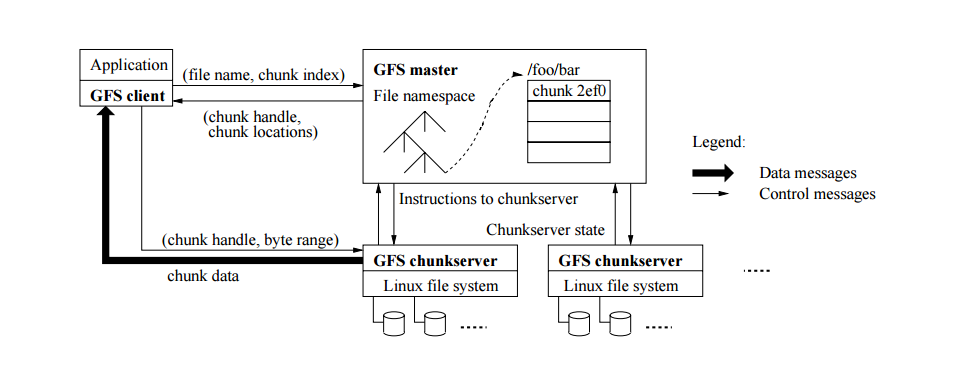 Application
GFS client
(file name, chunk index)
(chunk handle,
chunk locations)
GFS master
File namespace
/foo/bar
chunk 2ef0
Legend:
Data messages
Control messages
Instructions to chunkserver
Chunkserver state
(chunk handle, byte range)
chunk data
GFS chunkserver
Linux file system
GFS chunkserver
Linux file system